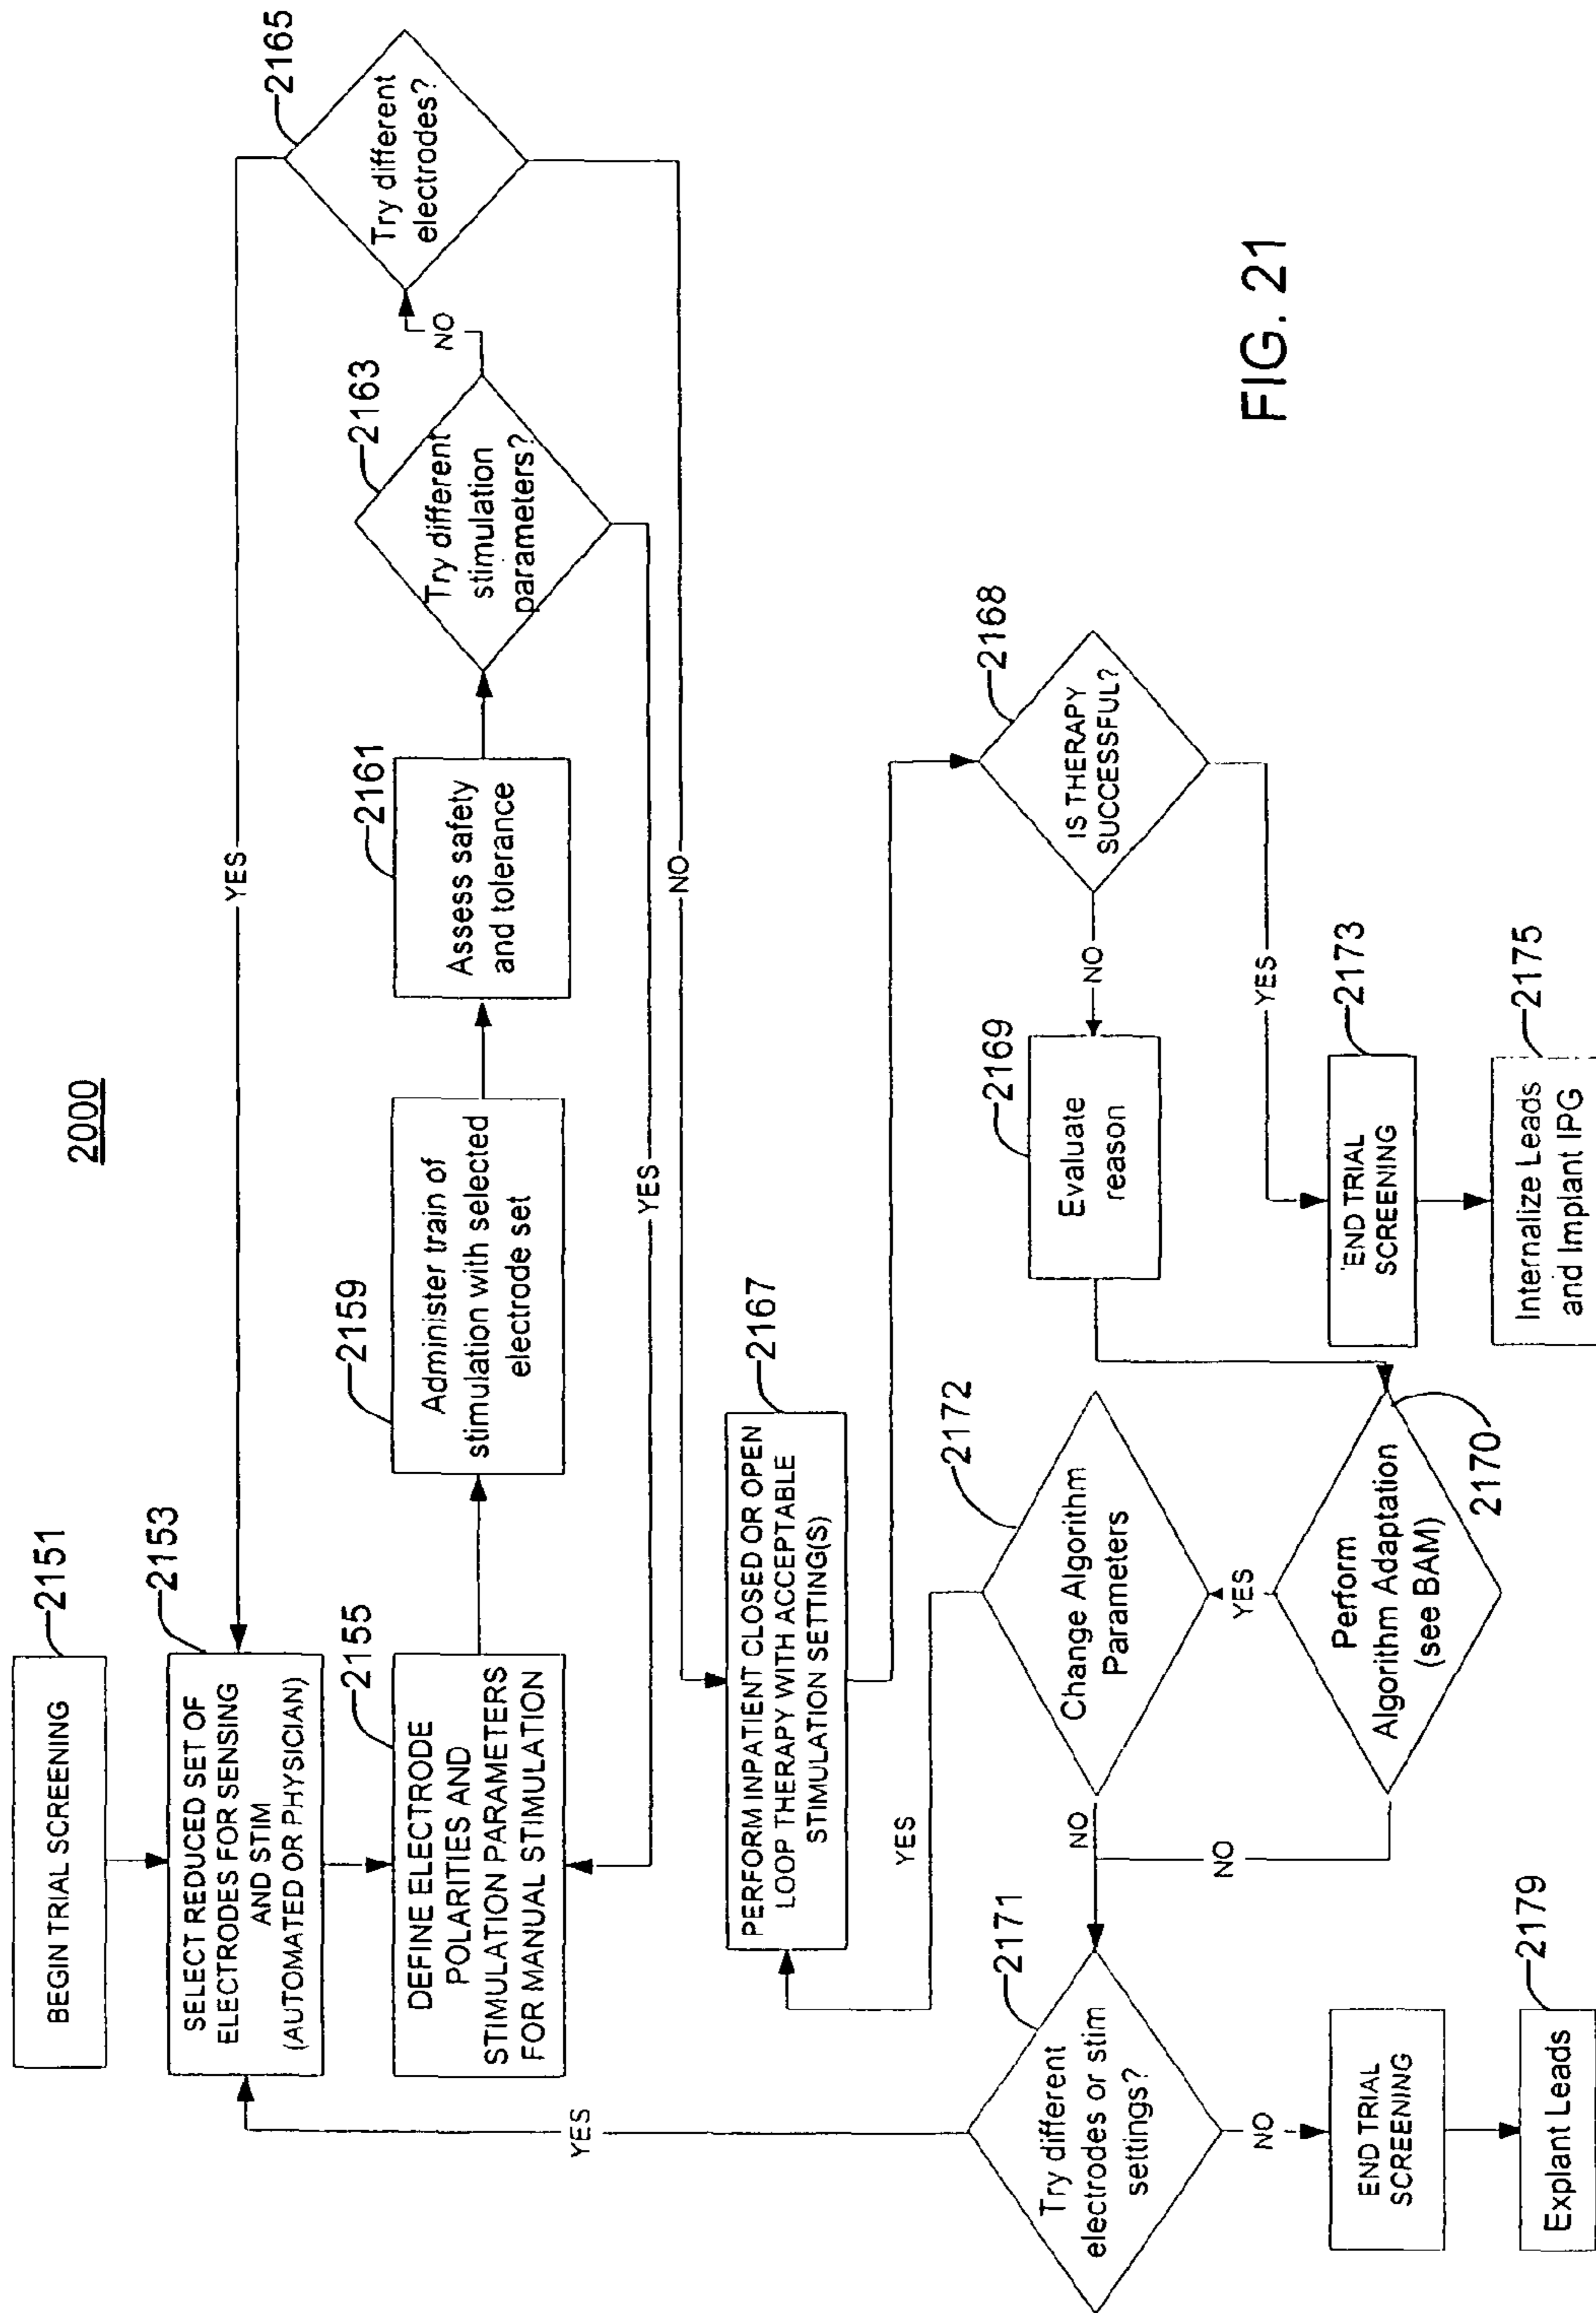 2000
BEGIN TRIAL SCREENING
2151
SELECT REDUCED SET OF
ELECTRODES FOR SENSING
AND STIM
(AUTOMATED OR PHYSICIAN)
2153
DEFINE ELECTRODE
POLARITIES AND
STIMULATION PARAMETERS
FOR MANUAL STIMULATION
2155
Administer train of
stimulation with selected
electrode set
2159
Assess safety
and tolerance
2161
Try different
stimulation
parameters?
2163
NO
YES
Try different
electrodes?
2165
YES
NO
PERFORM INPATIENT CLOSED OR OPEN
LOOP THERAPY WITH ACCEPTABLE
STIMULATION SETTING(S)
2167
IS THERAPY
SUCCESSFUL?
2168
NO
YES
Evaluate
reason
2169
END TRIAL
SCREENING
2173
Internalize Leads
and Implant IPG
2175
Perform
Algorithm Adaptation
(see BAM)
2170
YES
NO
Change Algorithm
Parameters
2172
YES
NO
Try different
electrodes or stim
settings?
2171
YES
NO
END TRIAL
SCREENING
Explant Leads
2179
FIG. 21